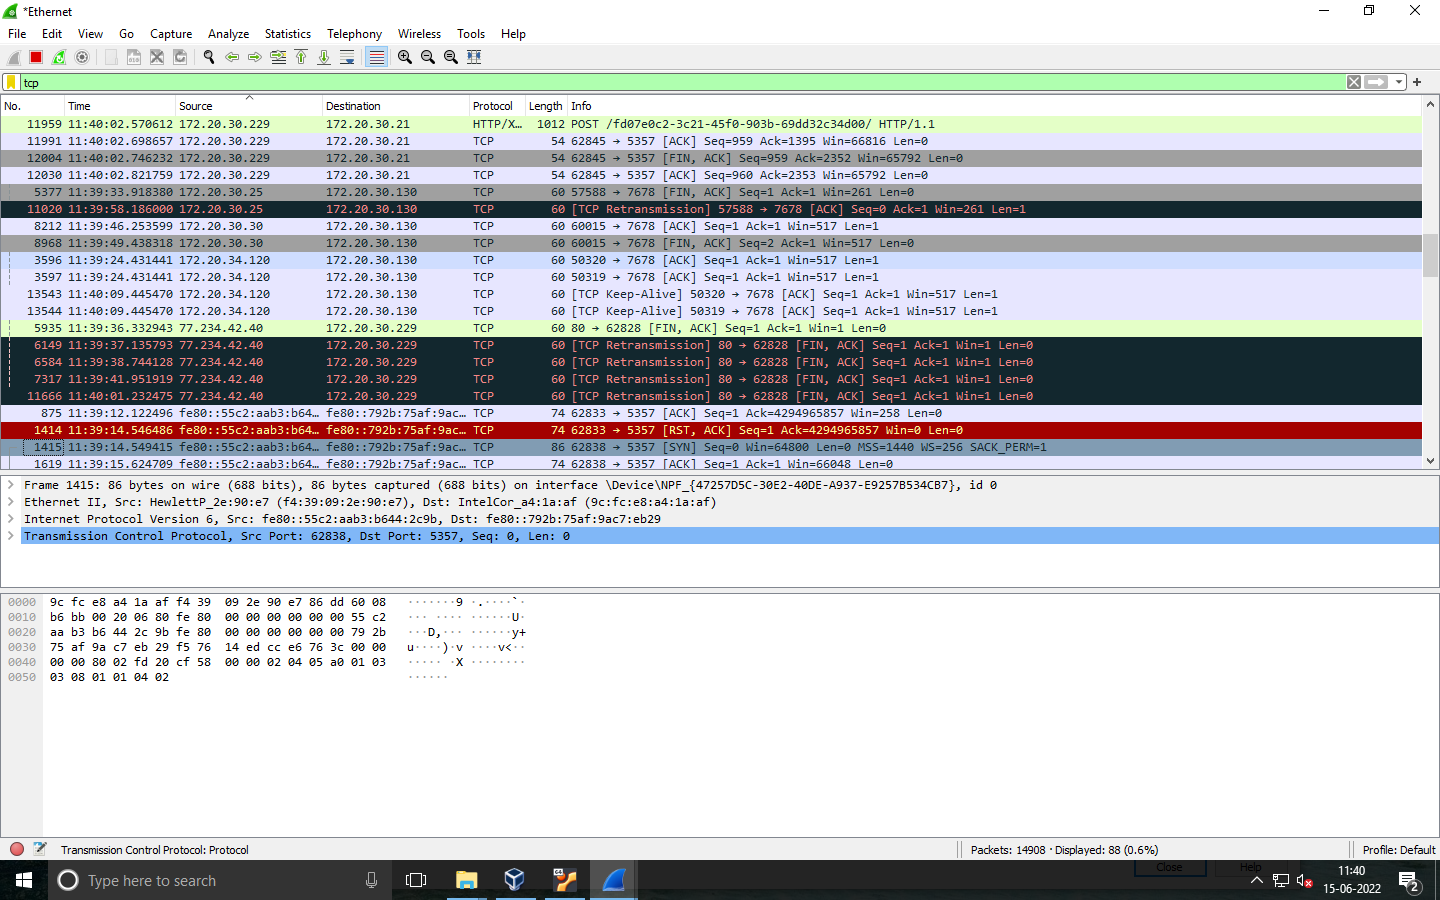 *Ethernet
File Edit View Go Capture Analyze Statistics Telephony Wireless Tools Help
tcp
No. Time Source Destination Protocol Length Info
11959 11:40:02.570612 172.20.30.229 172.20.30.21 HTTP/X… 1012 POST /fd07e0c2-3c21-45f0-903b-69dd32c34d00/ HTTP/1.1
11991 11:40:02.698657 172.20.30.229 172.20.30.21 TCP 54 62845 → 5357 [ACK] Seq=959 Ack=1395 Win=66816 Len=0
12004 11:40:02.746232 172.20.30.229 172.20.30.21 TCP 54 62845 → 5357 [FIN, ACK] Seq=959 Ack=2352 Win=65792 Len=0
12030 11:40:02.821759 172.20.30.229 172.20.30.21 TCP 54 62845 → 5357 [ACK] Seq=960 Ack=2353 Win=65792 Len=0
5377 11:39:33.918380 172.20.30.25 172.20.30.130 TCP 60 57588 → 7678 [FIN, ACK] Seq=1 Ack=1 Win=261 Len=0
11020 11:39:58.186000 172.20.30.25 172.20.30.130 TCP 60 [TCP Retransmission] 57588 → 7678 [ACK] Seq=0 Ack=1 Win=261 Len=1
8212 11:39:46.253599 172.20.30.30 172.20.30.130 TCP 60 60015 → 7678 [ACK] Seq=1 Ack=1 Win=517 Len=1
8968 11:39:49.438318 172.20.30.30 172.20.30.130 TCP 60 60015 → 7678 [FIN, ACK] Seq=2 Ack=1 Win=517 Len=0
3596 11:39:24.431441 172.20.34.120 172.20.30.130 TCP 60 50320 → 7678 [ACK] Seq=1 Ack=1 Win=517 Len=1
3597 11:39:24.431441 172.20.34.120 172.20.30.130 TCP 60 50319 → 7678 [ACK] Seq=1 Ack=1 Win=517 Len=1
13543 11:40:09.445470 172.20.34.120 172.20.30.130 TCP 60 [TCP Keep-Alive] 50320 → 7678 [ACK] Seq=1 Ack=1 Win=517 Len=1
13544 11:40:09.445470 172.20.34.120 172.20.30.130 TCP 60 [TCP Keep-Alive] 50319 → 7678 [ACK] Seq=1 Ack=1 Win=517 Len=1
5935 11:39:36.332943 77.234.42.40 172.20.30.229 TCP 60 80 → 62828 [FIN, ACK] Seq=1 Ack=1 Win=1 Len=0
6149 11:39:37.135793 77.234.42.40 172.20.30.229 TCP 60 [TCP Retransmission] 80 → 62828 [FIN, ACK] Seq=1 Ack=1 Win=1 Len=0
6584 11:39:38.744128 77.234.42.40 172.20.30.229 TCP 60 [TCP Retransmission] 80 → 62828 [FIN, ACK] Seq=1 Ack=1 Win=1 Len=0
7317 11:39:41.951919 77.234.42.40 172.20.30.229 TCP 60 [TCP Retransmission] 80 → 62828 [FIN, ACK] Seq=1 Ack=1 Win=1 Len=0
11666 11:40:01.232475 77.234.42.40 172.20.30.229 TCP 60 [TCP Retransmission] 80 → 62828 [FIN, ACK] Seq=1 Ack=1 Win=1 Len=0
875 11:39:12.122496 fe80::55c2:aab3:b64… fe80::792b:75af:9ac… TCP 74 62833 → 5357 [ACK] Seq=1 Ack=4294965857 Win=258 Len=0
1414 11:39:14.546486 fe80::55c2:aab3:b64… fe80::792b:75af:9ac… TCP 74 62833 → 5357 [RST, ACK] Seq=1 Ack=4294965857 Win=0 Len=0
1415 11:39:14.549415 fe80::55c2:aab3:b64… fe80::792b:75af:9ac… TCP 86 62838 → 5357 [SYN] Seq=0 Win=64800 Len=0 MSS=1440 WS=256 SACK_PERM=1
1619 11:39:15.624709 fe80::55c2:aab3:b64… fe80::792b:75af:9ac… TCP 74 62838 → 5357 [ACK] Seq=1 Ack=1 Win=66048 Len=0
Frame 1415: 86 bytes on wire (688 bits), 86 bytes captured (688 bits) on interface \Device\NPF_{47257D5C-30E2-40DE-A937-E9257B534CB7}, id 0
Ethernet II, Src: HewlettP_2e:90:e7 (f4:39:09:2e:90:e7), Dst: IntelCor_a4:1a:af (9c:fc:e8:a4:1a:af)
Internet Protocol Version 6, Src: fe80::55c2:aab3:b644:2c9b, Dst: fe80::792b:75af:9ac7:eb29
Transmission Control Protocol, Src Port: 62838, Dst Port: 5357, Seq: 0, Len: 0
0000 9c fc e8 a4 1a af f4 39 09 2e 90 e7 86 dd 60 08 ·······9 .····`·
0010 b6 bb 00 20 06 80 fe 80 00 00 00 00 00 00 55 c2 ··· ···· ······U·
0020 aa b3 b6 44 2c 9b fe 80 00 00 00 00 00 00 79 2b ···D,··· ······y+
0030 75 af 9a c7 eb 29 f5 76 14 ed cc e6 76 3c 00 00 u····)·v ····v<··
0040 00 00 80 02 fd 20 cf 58 00 00 02 04 05 a0 01 03 ····· ·X ········
0050 03 08 01 01 04 02 ······
Transmission Control Protocol: Protocol
Packets: 14908 · Displayed: 88 (0.6%)
Profile: Default
Close Help
Type here to search
11:40
15-06-2022
2